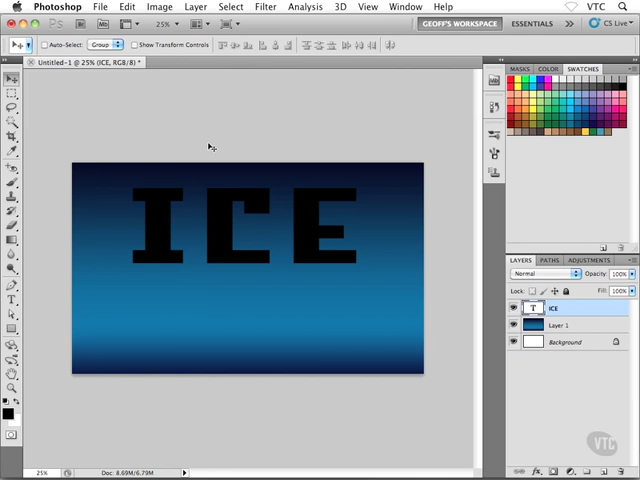 Photoshop File Edit Image Layer Select Filter Analysis 3D View Window Help VTC
25% GEOFF'S WORKSPACE ESSENTIALS CS Live
Auto-Select: Group Show Transform Controls
Untitled-1 @ 25% (ICE, RGB/8) *
MASKS COLOR SWATCHES
ICE
LAYERS PATHS ADJUSTMENTS
Normal Opacity: 100%
Lock: Fill: 100%
T ICE
Layer 1
Background
VTC
25% Doc: 8.69M/6.79M